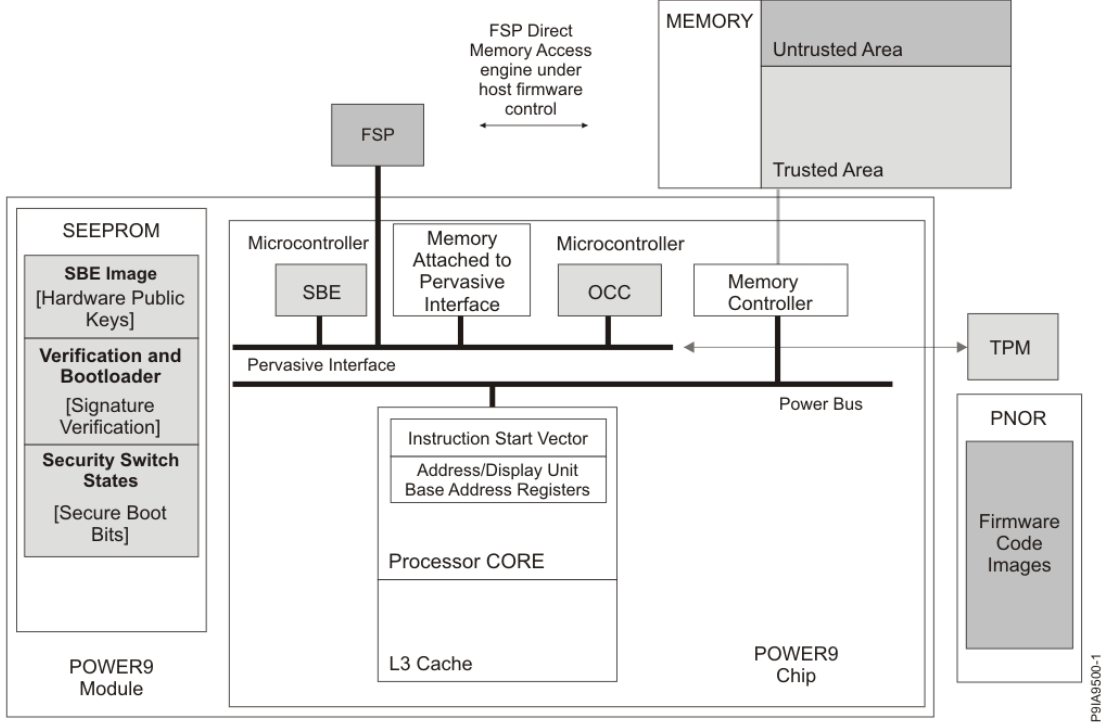 FSP Direct
Memory Access
engine under
host firmware
control
MEMORY
Untrusted Area
Trusted Area
FSP
SEEPROM
SBE Image
[Hardware Public
Keys]
Verification and
Bootloader
[Signature
Verification]
Security Switch
States
[Secure Boot
Bits]
POWER9
Module
Microcontroller
SBE
Memory
Attached to
Pervasive
Interface
Microcontroller
OCC
Memory
Controller
Pervasive Interface
Power Bus
TPM
Instruction Start Vector
Address/Display Unit
Base Address Registers
Processor CORE
L3 Cache
POWER9
Chip
PNOR
Firmware
Code
Images
P9IA9500-1